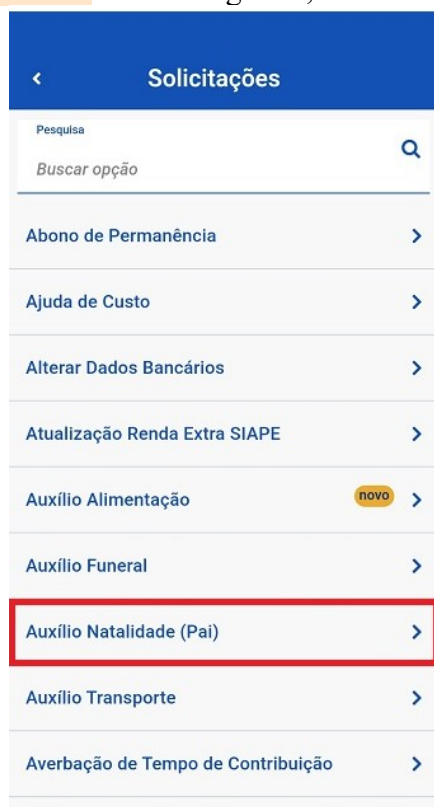 Solicitações
Pesquisa
Buscar opção
Abono de Permanência
Ajuda de Custo
Alterar Dados Bancários
Atualização Renda Extra SIAPE
Auxílio Alimentação novo
Auxílio Funeral
Auxílio Natalidade (Pai)
Auxílio Transporte
Averbação de Tempo de Contribuição